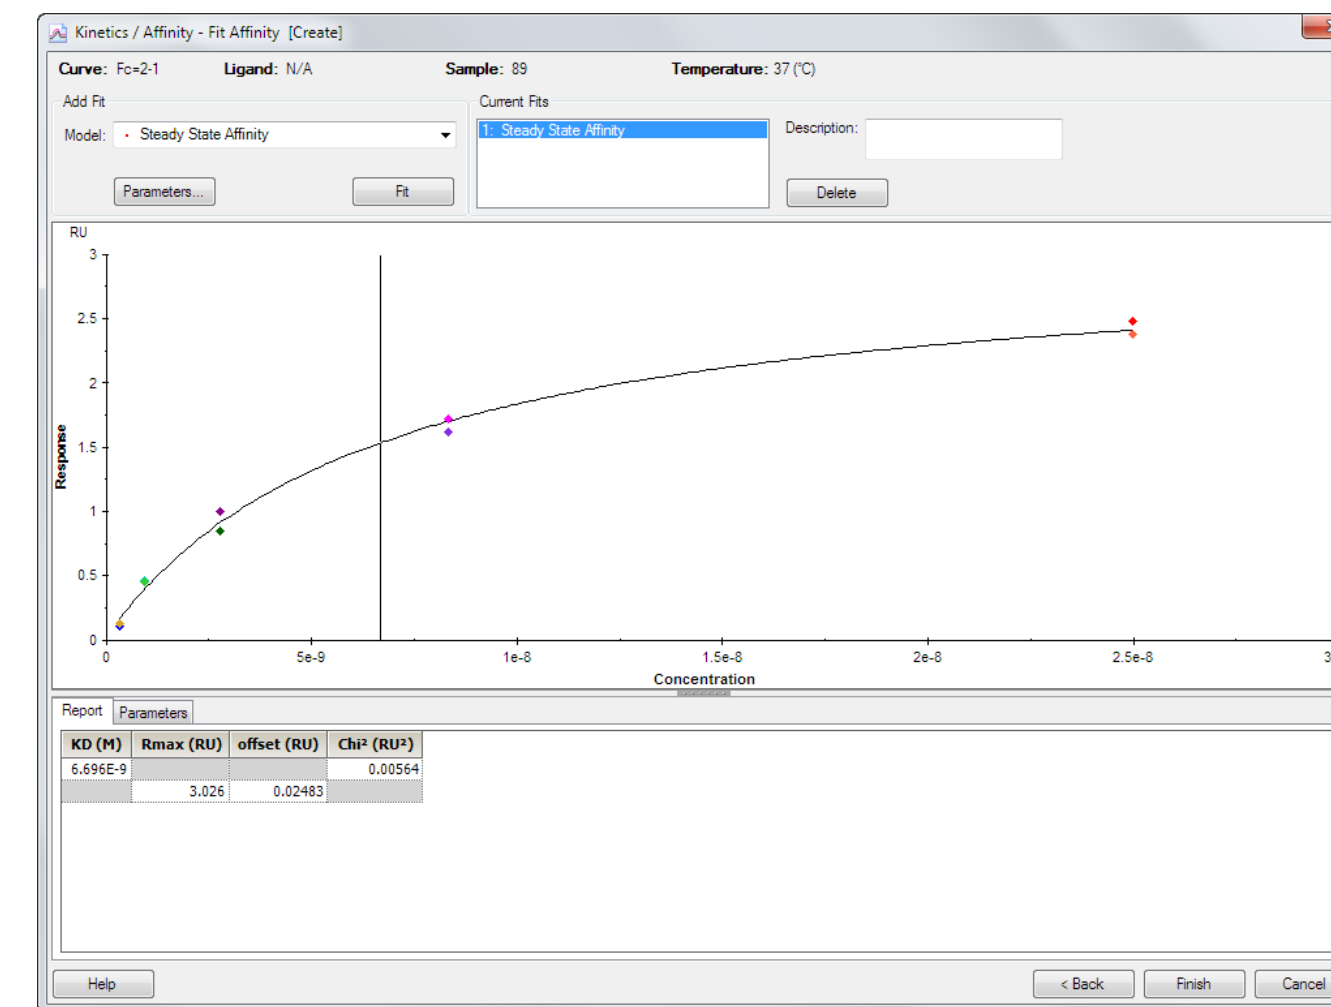 Kinetics / Affinity - Fit Affinity [Create]
Curve: Fc=2-1 Ligand: N/A Sample: 89 Temperature: 37 (°C)
Add Fit
Current Fits
Model: Steady State Affinity
1: Steady State Affinity
Description:
Parameters...
Fit
Delete
RU
3
2.5
2
1.5
1
0.5
0
Response
0 5e-9 1e-8 1.5e-8 2e-8 2.5e-8 3
Concentration
Report Parameters
KD (M) Rmax (RU) offset (RU) Chi² (RU²)
6.696E-9 0.00564
3.026 0.02483
Help < Back Finish Cancel